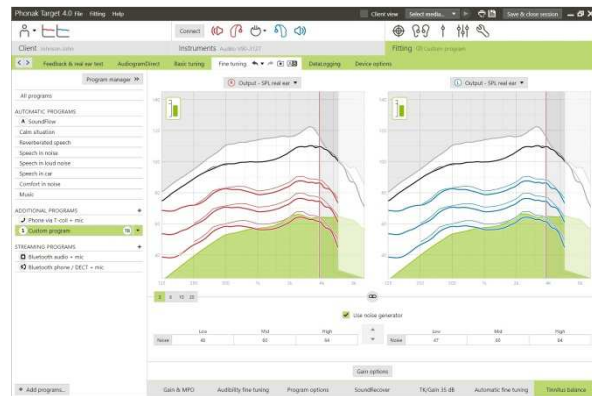 Phonak Target 4.0 File Fitting Help
Client view Select media... Save & close session
Connect
Client
Instruments Audéo V90-312T
Fitting Custom program
Feedback & real ear test AudiogramDirect Basic tuning Fine tuning DataLogging Device options
Program manager
All programs
AUTOMATIC PROGRAMS
SoundFlow
Calm situation
Reverberated speech
Speech in noise
Speech in loud noise
Speech in car
Comfort in noise
Music
ADDITIONAL PROGRAMS +
Phone via T-coil + mic
Custom program
STREAMING PROGRAMS +
Bluetooth audio + mic
Bluetooth phone / DECT + mic
Add programs...
Output - SPL real ear
Output - SPL real ear
Use noise generator
Low Mid High
Noise
Low Mid High
Noise
Gain options
Gain & MPO Audibility fine tuning Program options SoundRecover TK/Gain 35 dB Automatic fine tuning Tinnitus balance